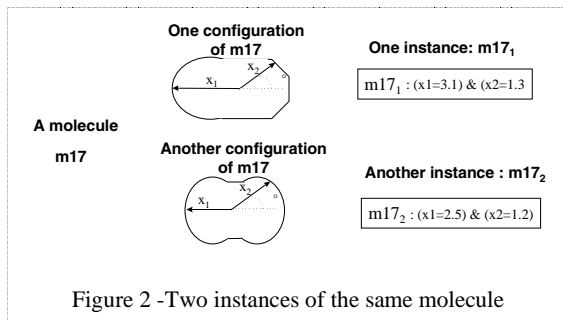 One configuration
of m17
One instance: m17₁
x₁
x₂
°
m17₁ : (x1=3.1) & (x2=1.3
A molecule
m17
Another configuration
of m17
Another instance : m17₂
x₁
x₂
°
m17₂ : (x1=2.5) & (x2=1.2)
Figure 2 -Two instances of the same molecule